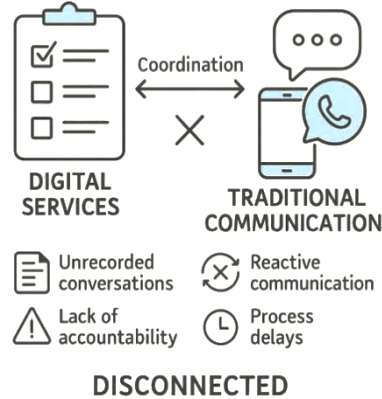 Coordination
DIGITAL
SERVICES
TRADITIONAL
COMMUNICATION
Unrecorded
conversations
Reactive
communication
Lack of
accountability
Process
delays
DISCONNECTED